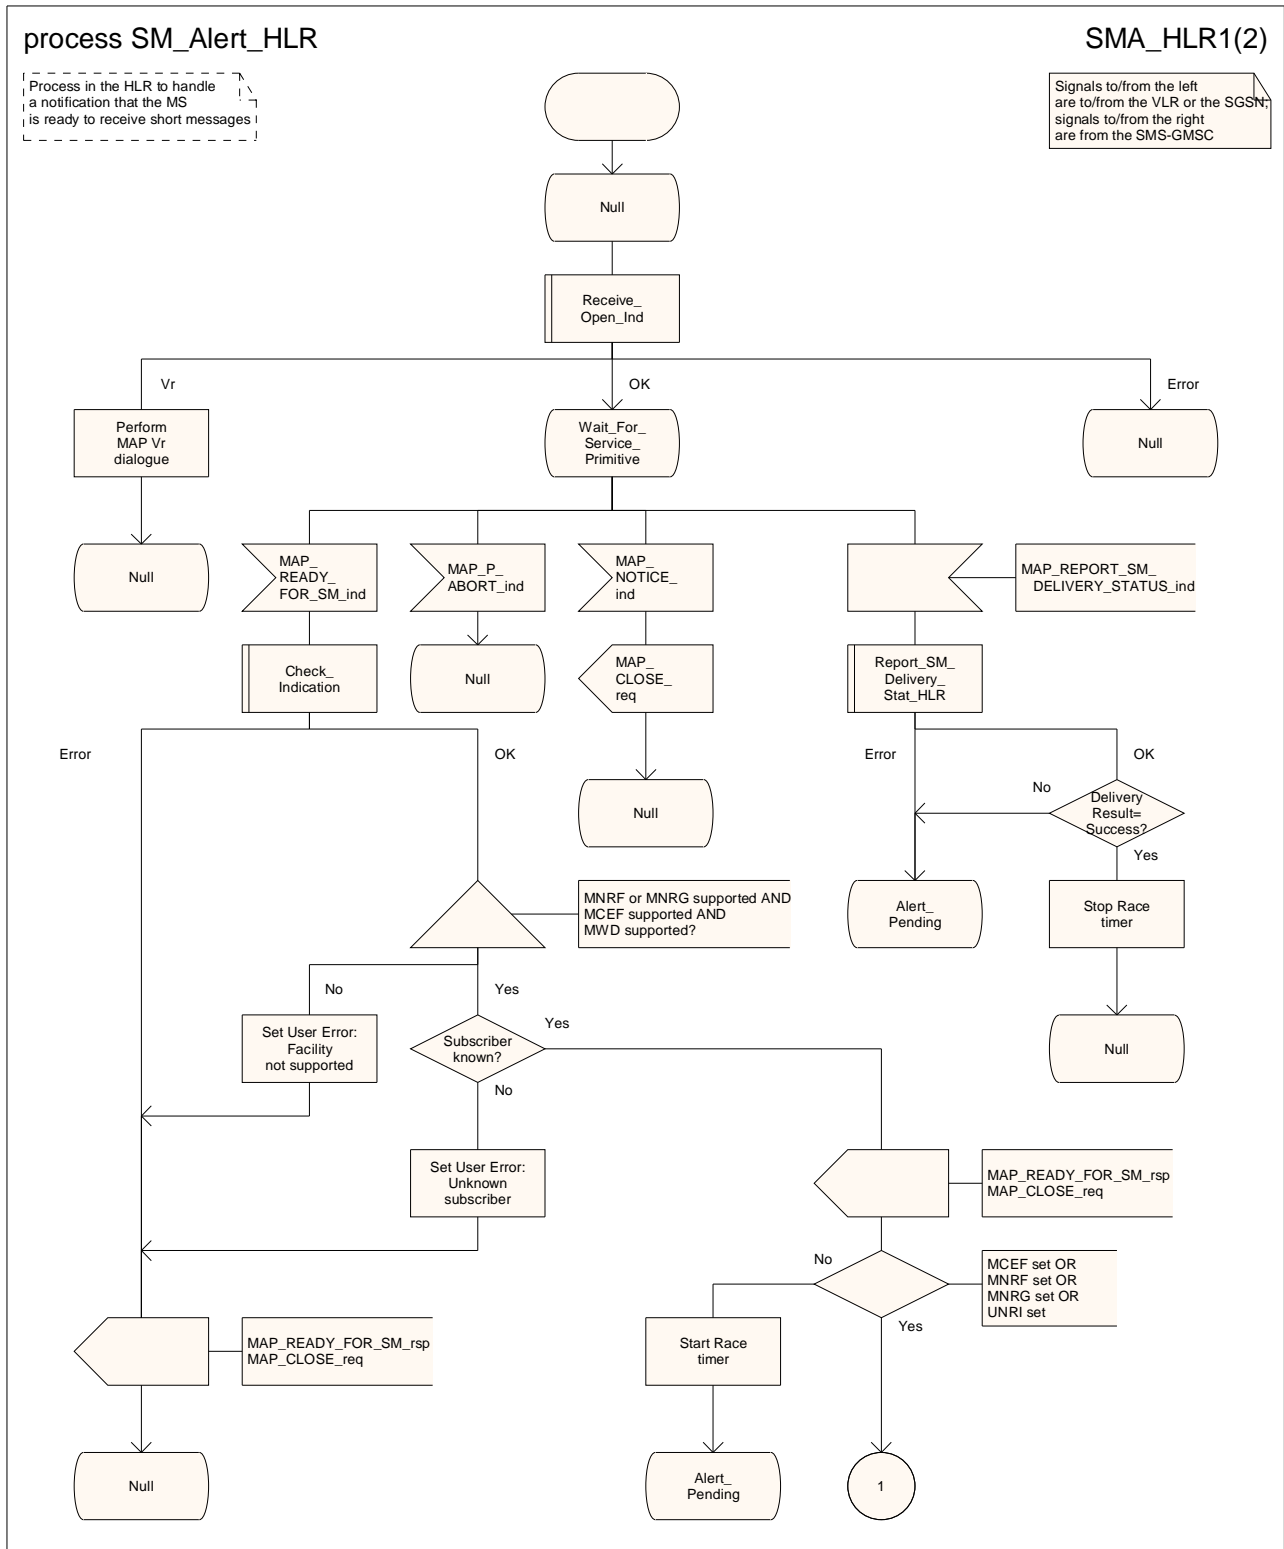 process SM_Alert_HLR
SMA_HLR1(2)
Process in the HLR to handle
a notification that the MS
is ready to receive short messages
Signals to/from the left
are to/from the VLR or the SGSN;
signals to/from the right
are from the SMS-GMSC
Null
Receive_
Open_Ind
Vr
OK
Error
Perform
MAP Vr
dialogue
Wait_For_
Service_
Primitive
Null
Null
MAP_
READY_
FOR_SM_ind
MAP_P_
ABORT_ind
MAP_
NOTICE_
ind
MAP_REPORT_SM_
DELIVERY_STATUS_ind
Check_
Indication
Null
MAP_
CLOSE_
req
Report_SM_
Delivery_
Stat_HLR
Error
OK
Error
OK
Null
No
Delivery
Result=
Success?
Yes
MNRF or MNRG supported AND
MCEF supported AND
MWD supported?
Alert_
Pending
Stop Race
timer
No
Yes
Set User Error:
Facility
not supported
Subscriber
known?
Yes
No
Null
Set User Error:
Unknown
subscriber
MAP_READY_FOR_SM_rsp
MAP_CLOSE_req
No
MCEF set OR
MNRF set OR
MNRG set OR
UNRI set
Yes
MAP_READY_FOR_SM_rsp
MAP_CLOSE_req
Start Race
timer
Null
Alert_
Pending
1